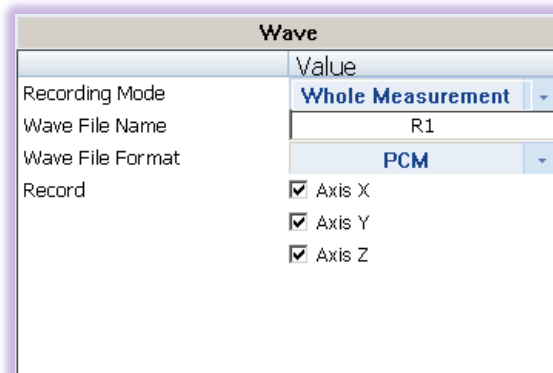 Wave
Value
Recording Mode Whole Measurement
Wave File Name R1
Wave File Format PCM
Record Axis X
Axis Y
Axis Z